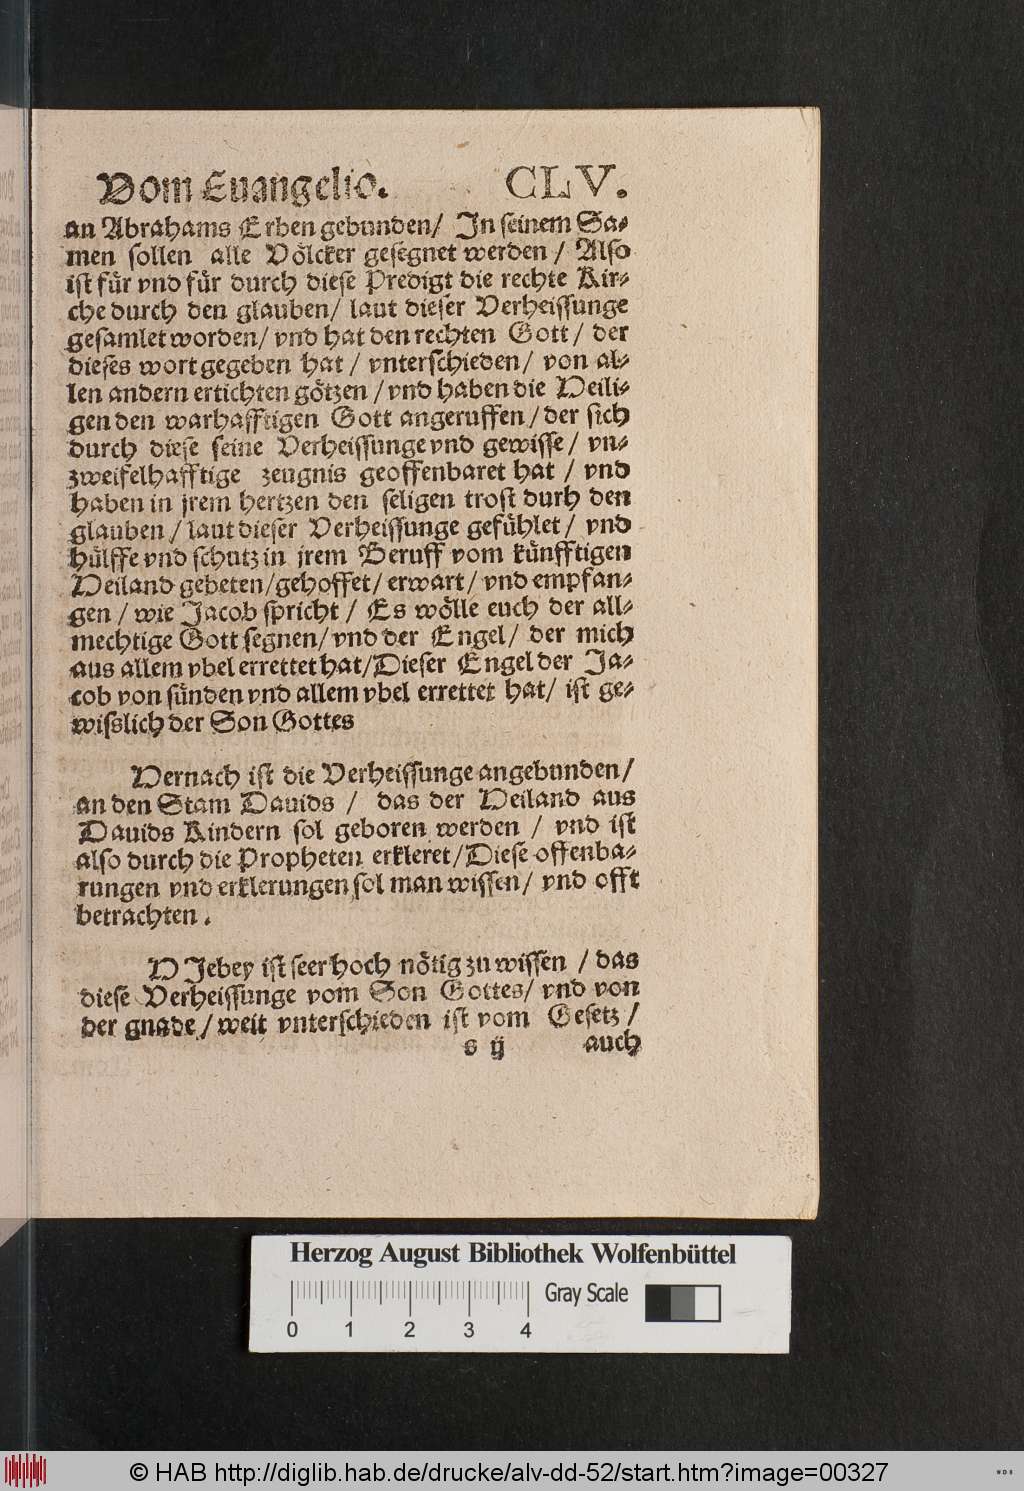 Vom Euangelio. CLV.
an Abrahams Erben gebunden/ In seinem Sa-
men sollen alle Völcker gesegnet werden / Also
ist für vnd für durch diese Predigt die rechte Kir-
che durch den glauben/ laut dieser Verheissunge
gesamlet worden/ vnd hat den rechten Gott/ der
dieses wort gegeben hat / vnterschieden/ von al-
len andern ertichten götzen / vnd haben die Heili-
gen den warhafftigen Gott angeruffen/ der sich
durch diese seine Verheissunge vnd gewisse/ vn-
zweifelhafftige zeugnis geoffenbaret hat / vnd
haben in jrem hertzen den seligen trost durh den
glauben / laut dieser Verheissunge gefühlet/ vnd
hülffe vnd schutz in jrem Beruff vom künfftigen
Heiland gebeten/gehoffet/ erwart/ vnd empfan-
gen / wie Jacob spricht / Es wölle euch der all-
mechtige Gott segnen/ vnd der Engel/ der mich
aus allem vbel errettet hat/Dieser Engel der Ja-
cob von sünden vnd allem vbel errettet hat/ ist ge-
wisslich der Son Gottes
Hernach ist die Verheissunge angebunden/
an den Stam Dauids / das der Heiland aus
Dauids Kindern sol geboren werden / vnd ist
also durch die Propheten erkleret/Diese offenba-
rungen vnd erklerungen sol man wissen/ vnd offt
betrachten.
HJebey ist seer hoch nötig zu wissen / das
diese Verheissunge vom Son Gottes/ vnd von
der gnade / weit vnterschieden ist vom Gesetz /
s ij auch
Herzog August Bibliothek Wolfenbüttel
Gray Scale
0 1 2 3 4
© HAB http://diglib.hab.de/drucke/alv-dd-52/start.htm?image=00327